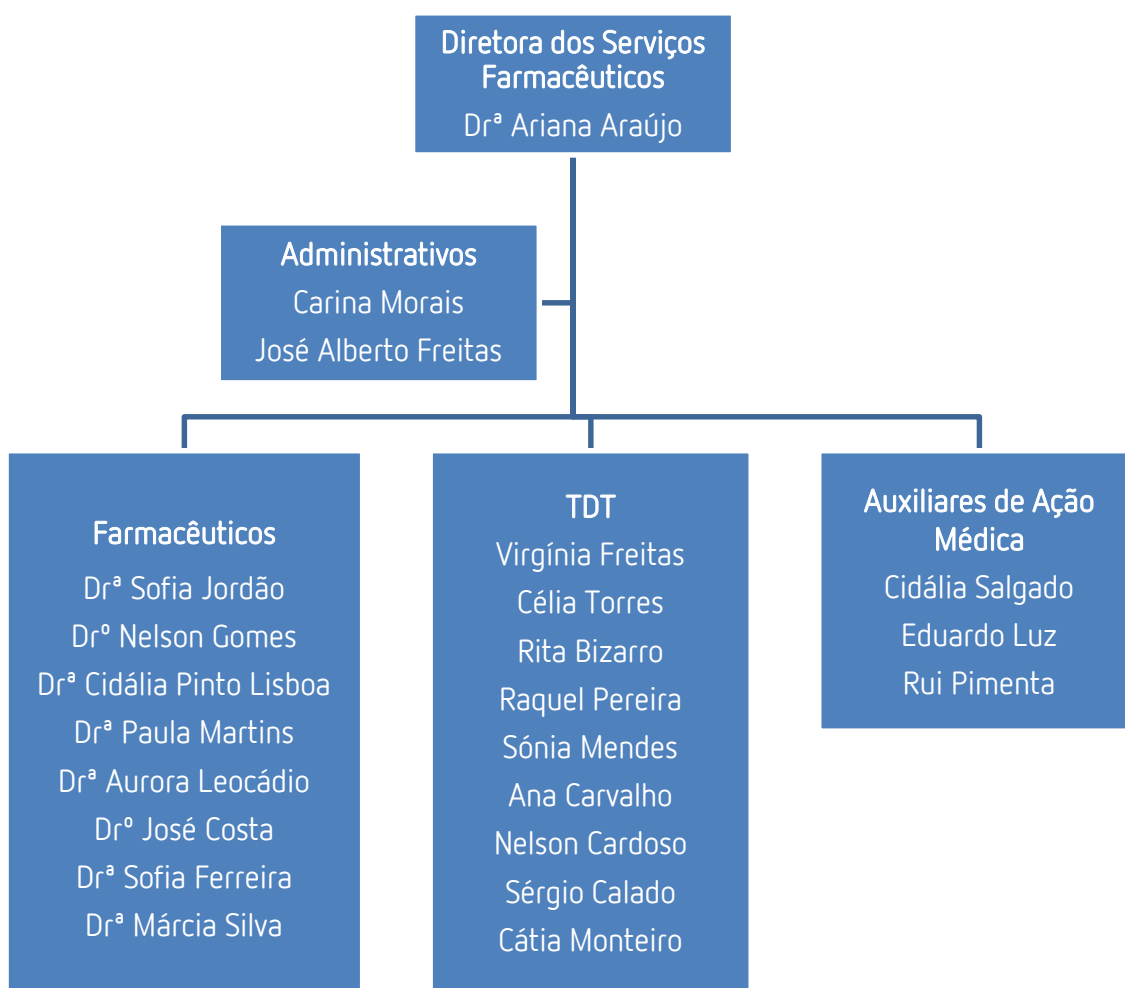 Diretora dos Serviços
Farmacêuticos
Drª Ariana Araújo
Administrativos
Carina Morais
José Alberto Freitas
Farmacêuticos
Drª Sofia Jordão
Drº Nelson Gomes
Drª Cidália Pinto Lisboa
Drª Paula Martins
Drª Aurora Leocádio
Drº José Costa
Drª Sofia Ferreira
Drª Márcia Silva
TDT
Virgínia Freitas
Célia Torres
Rita Bizarro
Raquel Pereira
Sónia Mendes
Ana Carvalho
Nelson Cardoso
Sérgio Calado
Cátia Monteiro
Auxiliares de Ação
Médica
Cidália Salgado
Eduardo Luz
Rui Pimenta